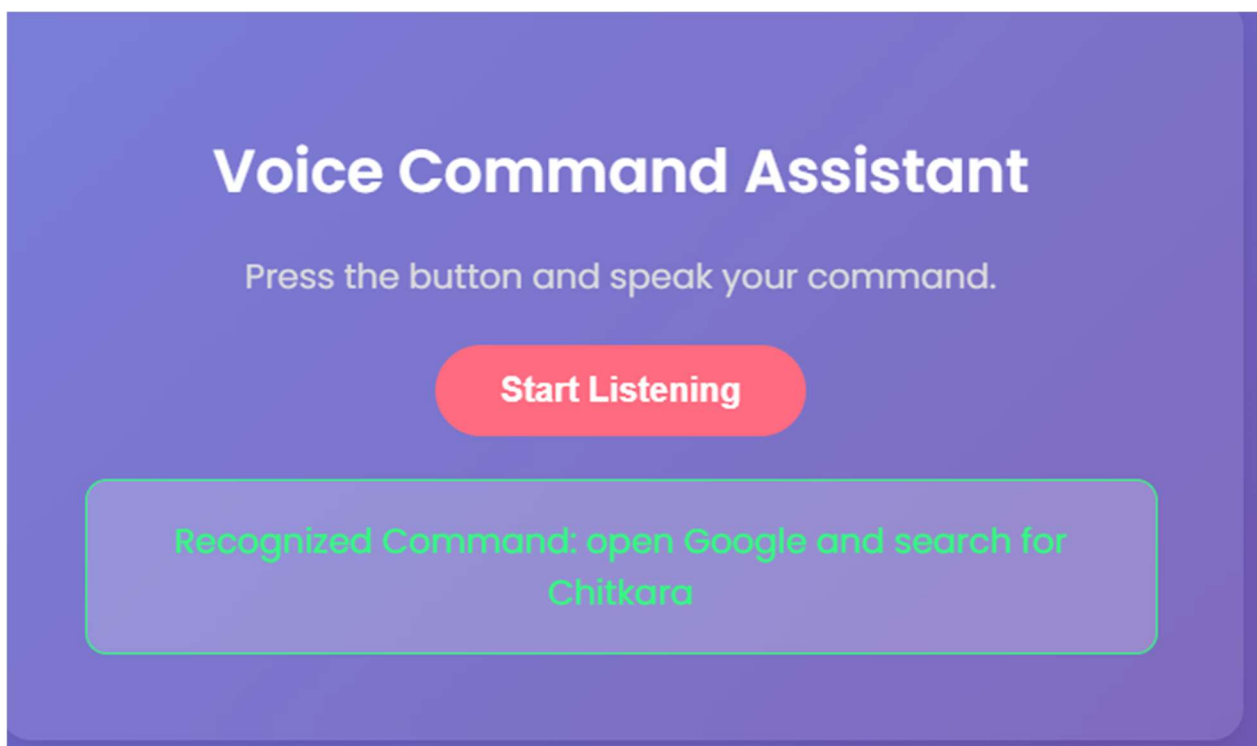 Voice Command Assistant
Press the button and speak your command.
Start Listening
Recognized Command: open Google and search for
Chitkara